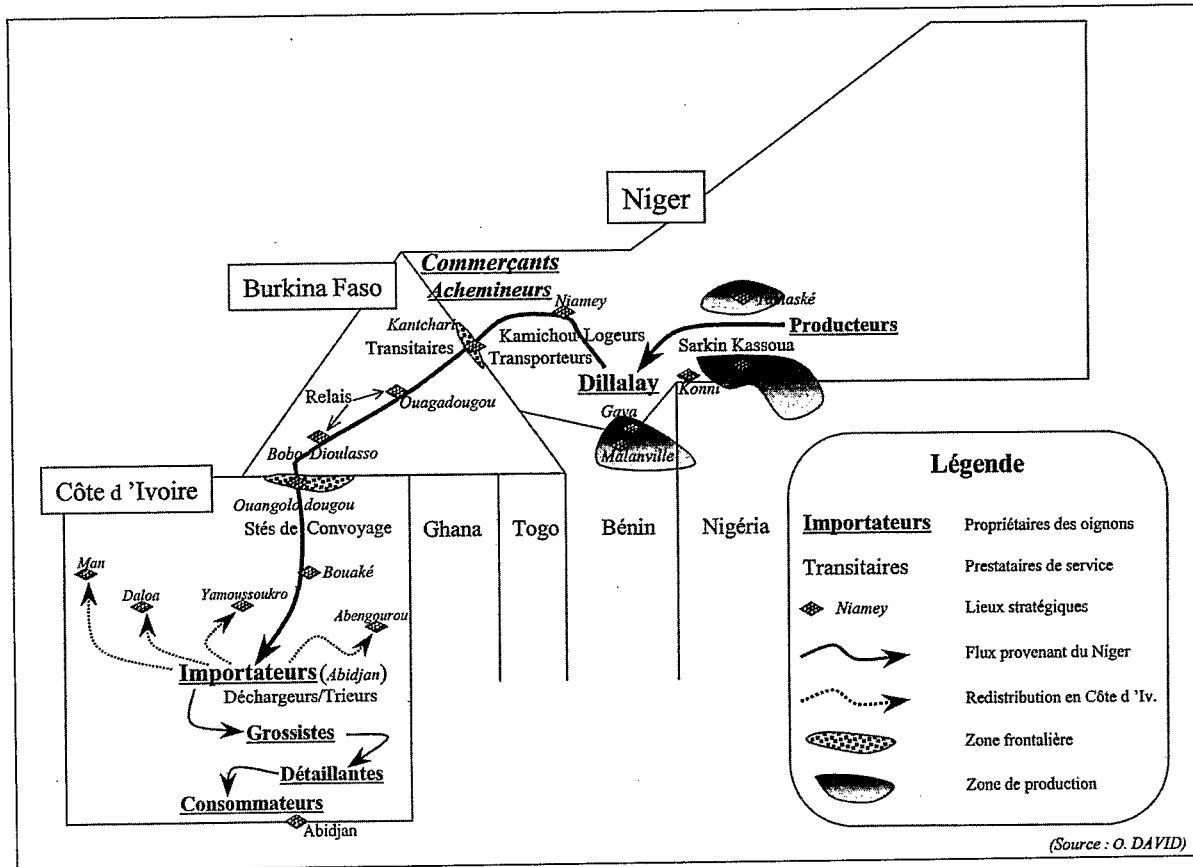 Niger
Burkina Faso
Commerçants
Achemineurs
Niamey
Kantchari
Transitaires
Kamichou Logeurs
Transporteurs
Producteurs
Sarkin Kassoua
Dillalay
Konni
Relais
Ouagadougou
Gaya
Malanville
Bobo Dioulasso
Côte d 'Ivoire
Ouangolo dougou
Stés de Convoyage
Ghana
Togo
Bénin
Nigéria
Man
Bouaké
Daloa
Yamoussoukro
Abengourou
Importateurs (Abidjan)
Déchargeurs/Trieurs
Grossistes
Détaillantes
Consommateurs
Abidjan
Légende
Importateurs Propriétaires des oignons
Transitaires Prestataires de service
Niamey Lieux stratégiques
Flux provenant du Niger
Redistribution en Côte d 'Iv.
Zone frontalière
Zone de production
(Source : O. DAVID)